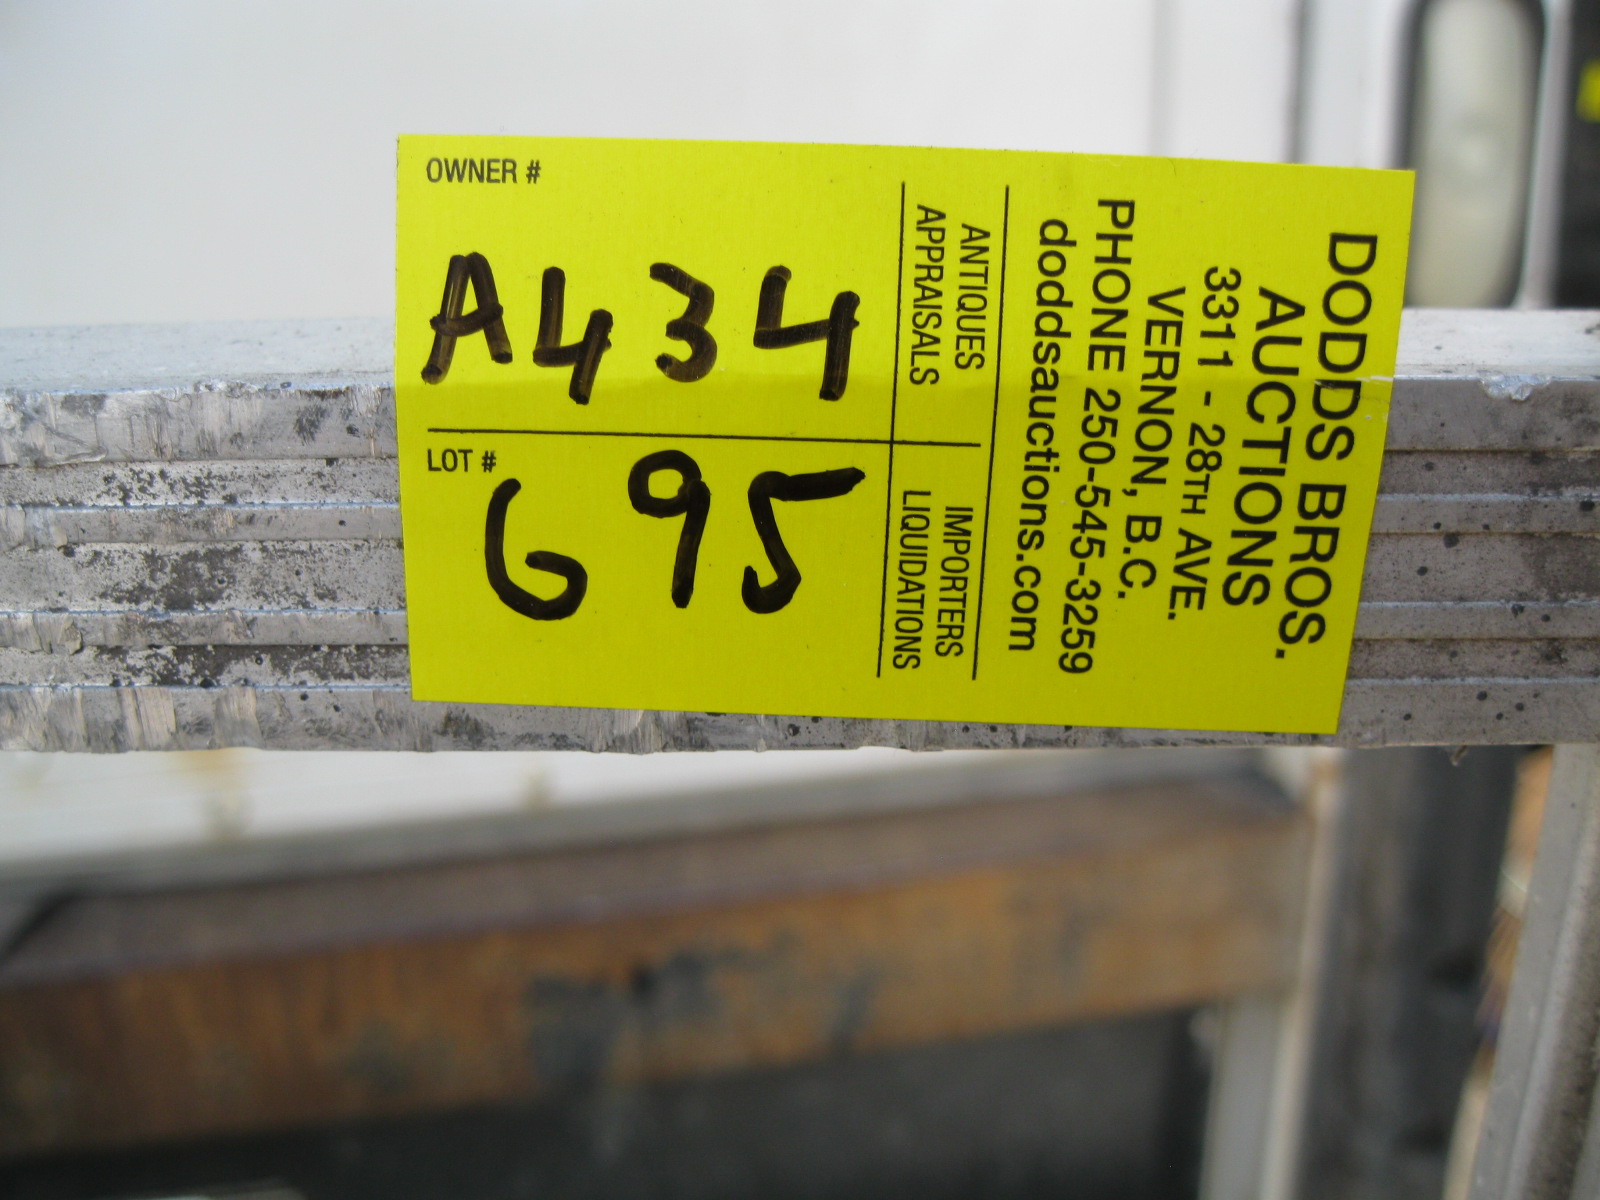 OWNER #
A434
LOT #
695
DODDS BROS.
AUCTIONS
3311 - 28TH AVE.
VERNON, B.C.
PHONE 250-545-3259
doddsauctions.com
ANTIQUES
APPRAISALS
IMPORTERS
LIQUIDATIONS